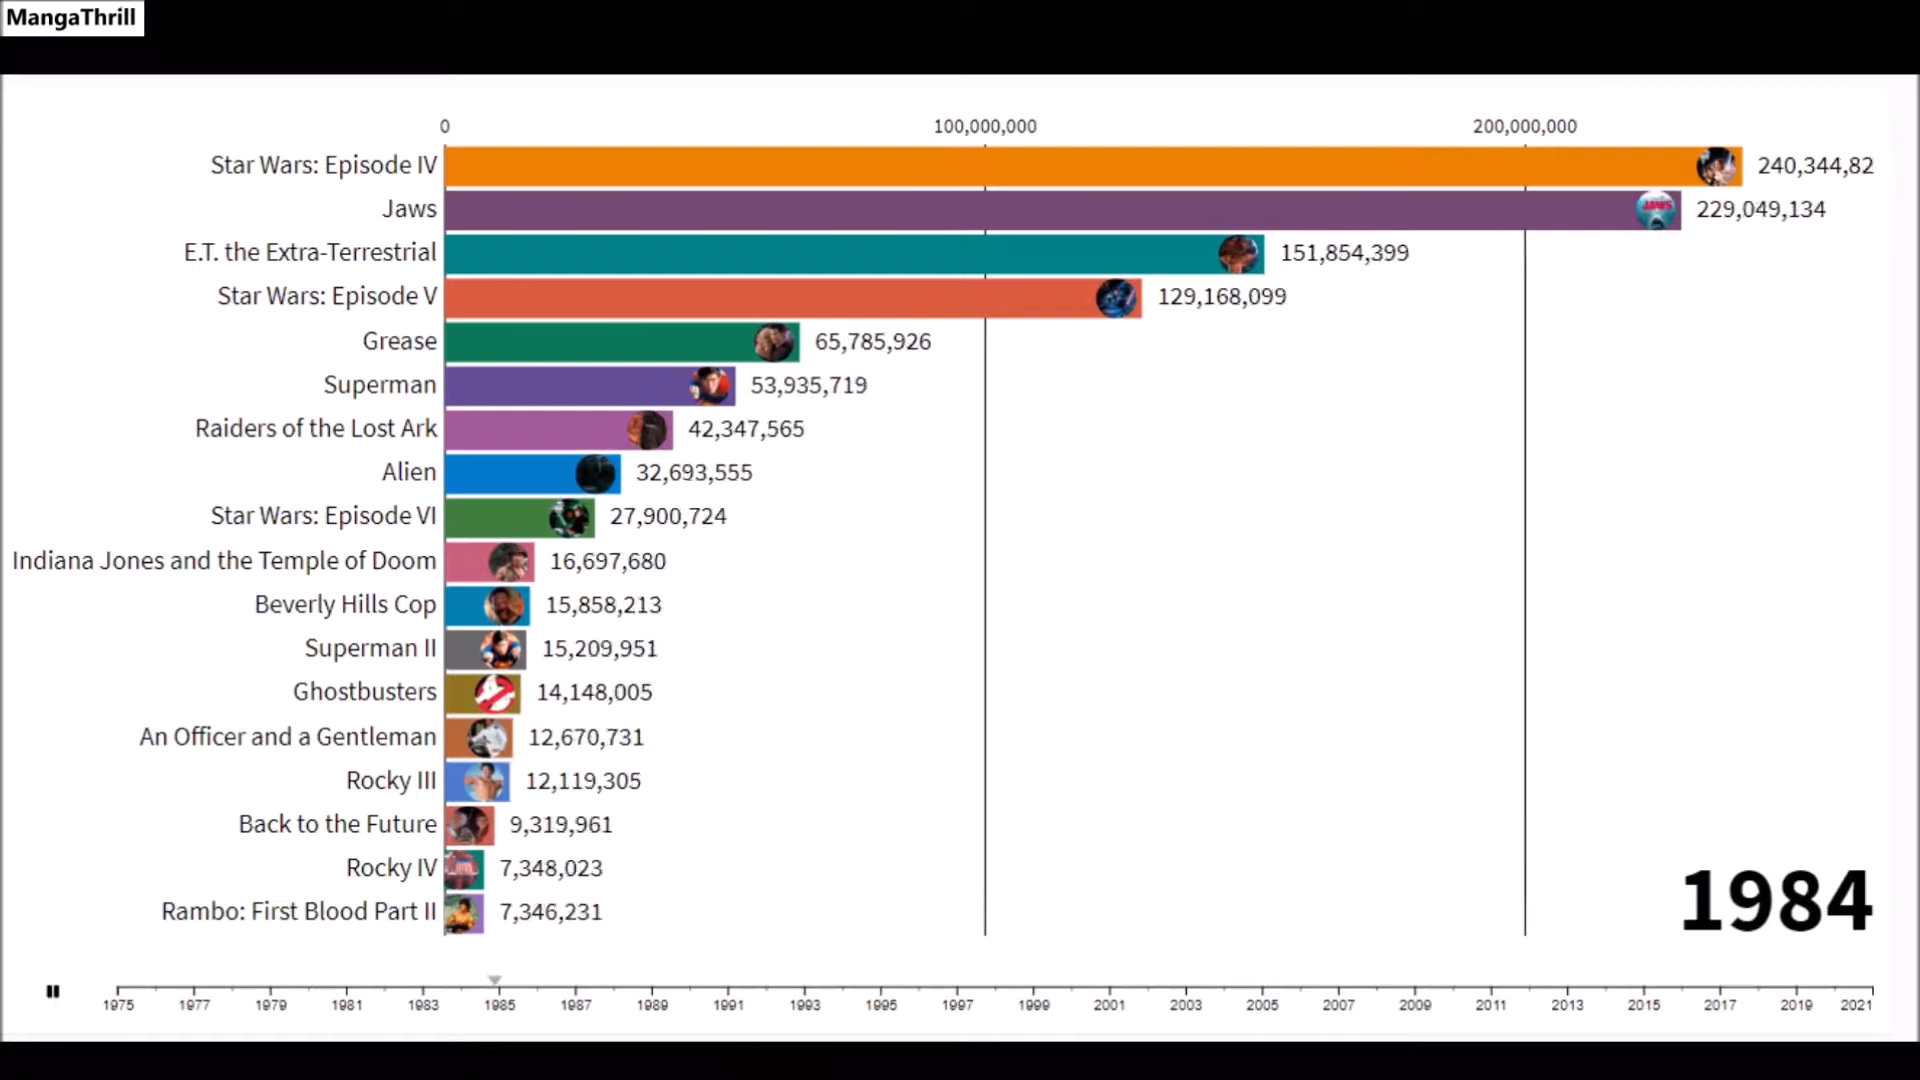 MangaThrill
0 100,000,000 200,000,000
Star Wars: Episode IV 240,344,82
Jaws JAWS 229,049,134
E.T. the Extra-Terrestrial 151,854,399
Star Wars: Episode V 129,168,099
Grease 65,785,926
Superman 53,935,719
Raiders of the Lost Ark 42,347,565
Alien 32,693,555
Star Wars: Episode VI 27,900,724
Indiana Jones and the Temple of Doom 16,697,680
Beverly Hills Cop 15,858,213
Superman II 15,209,951
Ghostbusters 14,148,005
An Officer and a Gentleman 12,670,731
Rocky III 12,119,305
Back to the Future 9,319,961
Rocky IV 7,348,023
Rambo: First Blood Part II 7,346,231
1984
1975 1977 1979 1981 1983 1985 1987 1989 1991 1993 1995 1997 1999 2001 2003 2005 2007 2009 2011 2013 2015 2017 2019 2021